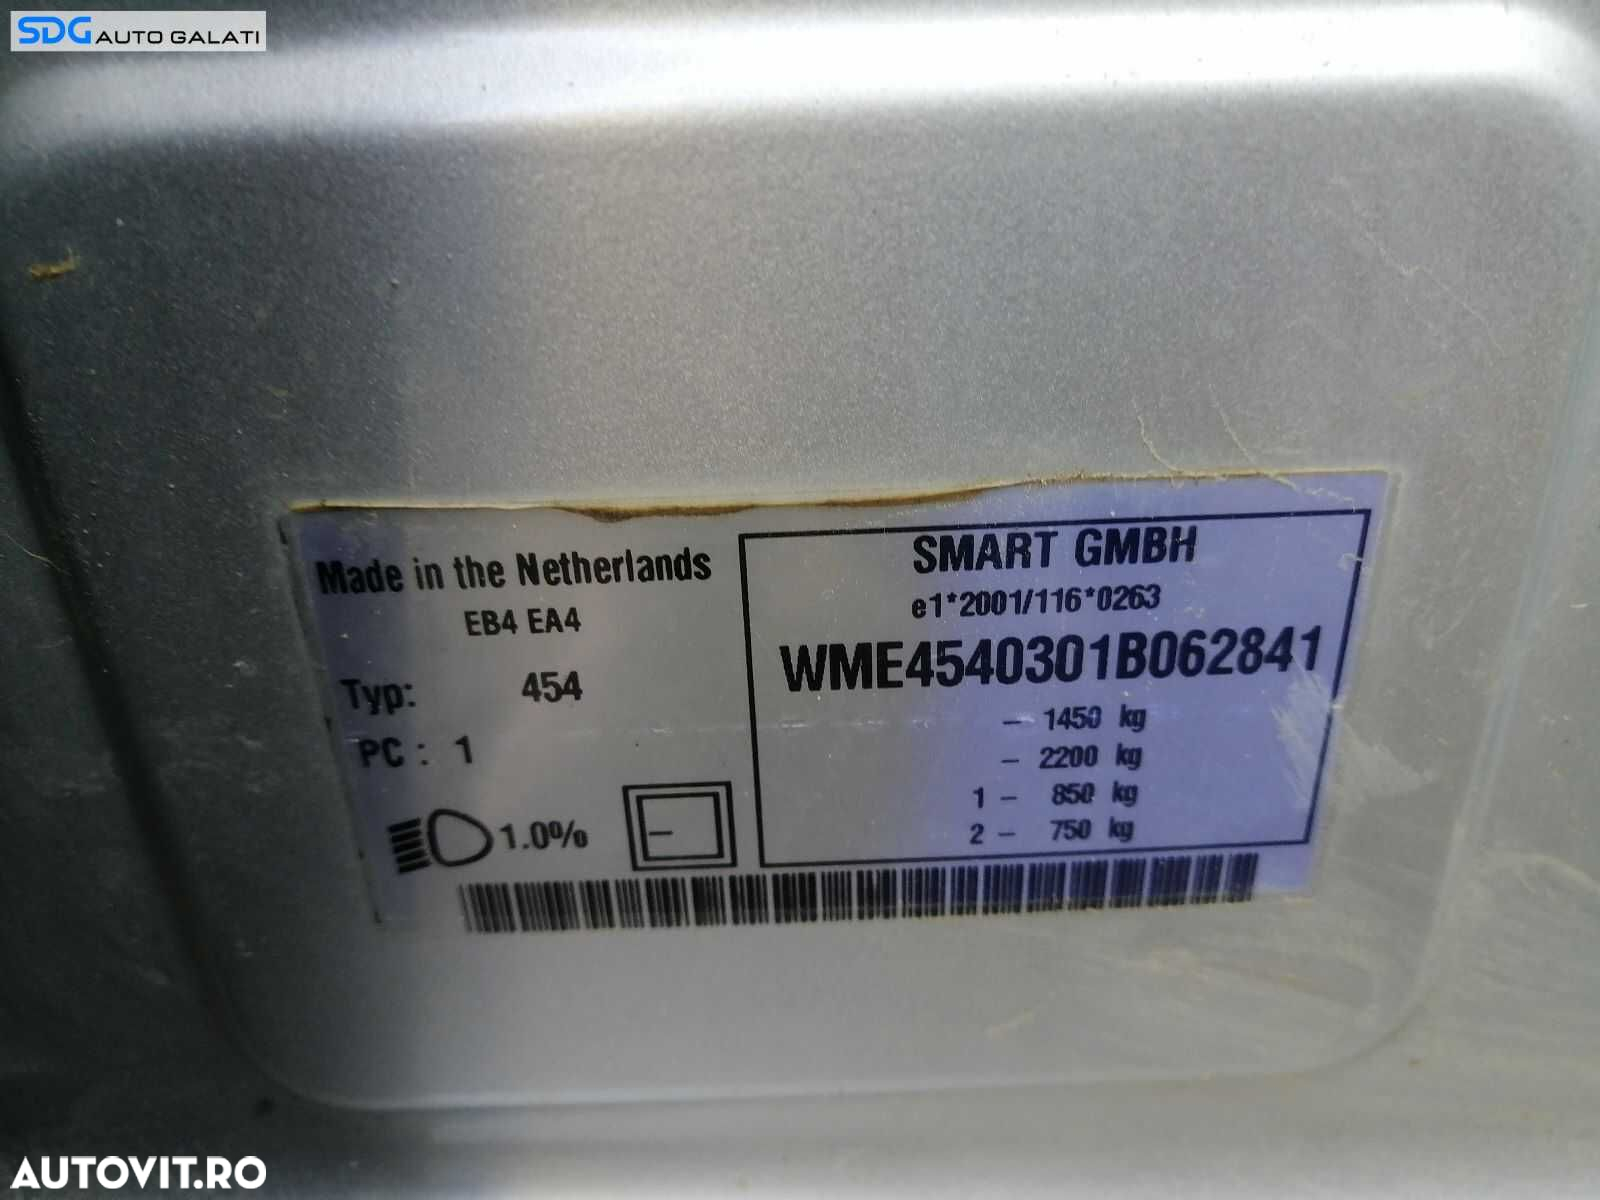 SDG AUTO GALATI
Made in the Netherlands
EB4 EA4
Typ: 454
PC : 1
1.0%
–
SMART GMBH
e1*2001/116*0263
WME4540301B062841
– 1450 kg
– 2200 kg
1 – 850 kg
2 – 750 kg
AUTOVIT.RO